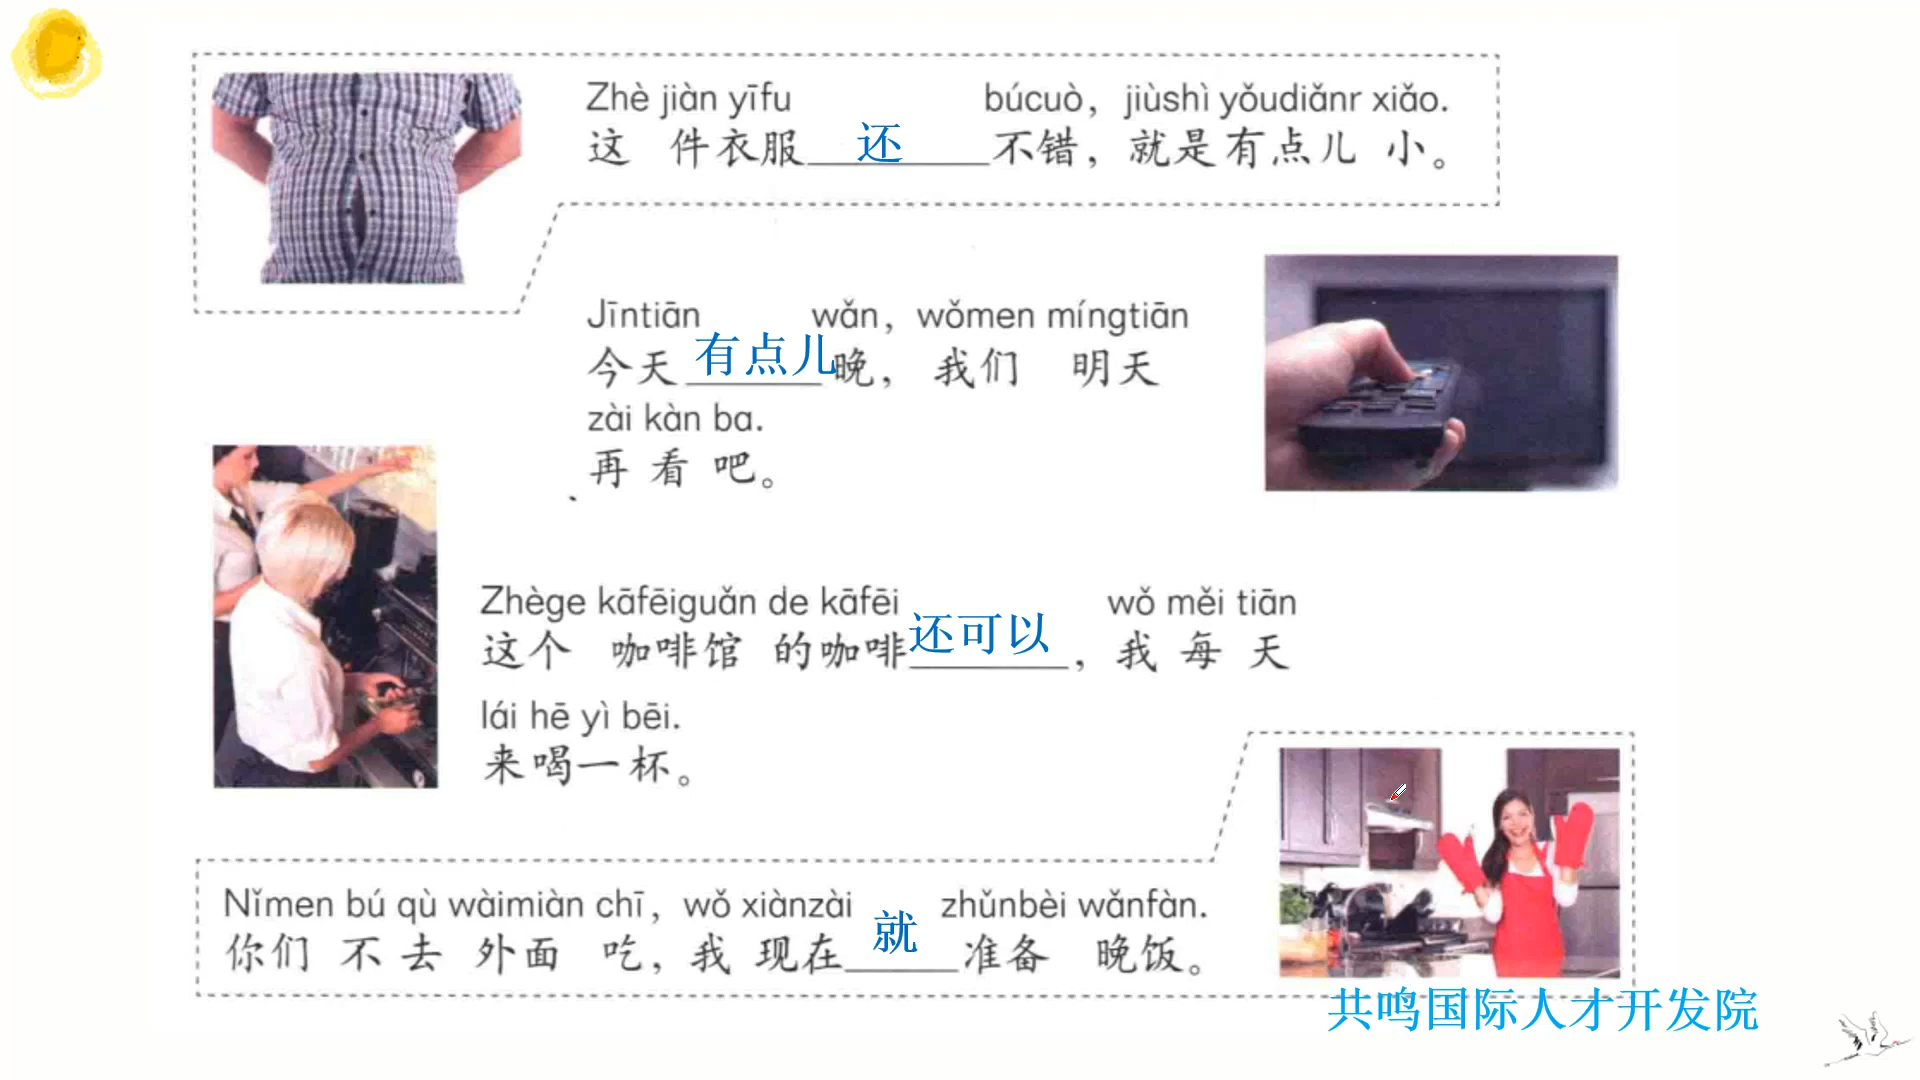 Zhè jiàn yīfu búcuò, jiùshì yǒudiǎnr xiǎo.
这 件衣服 还 不错，就是有点儿 小。
Jīntiān wǎn, wǒmen míngtiān
今天 有点儿 晚， 我们 明天
zài kàn ba.
再 看 吧。
Zhège kāfēiguǎn de kāfēi wǒ měi tiān
这个 咖啡馆 的咖啡 还可以 ，我 每 天
lái hē yì bēi.
来喝一杯。
Nǐmen bú qù wàimiàn chī, wǒ xiànzài zhǔnbèi wǎnfàn.
你们 不 去 外面 吃，我 现在 就 准备 晚饭。
共鸣国际人才开发院